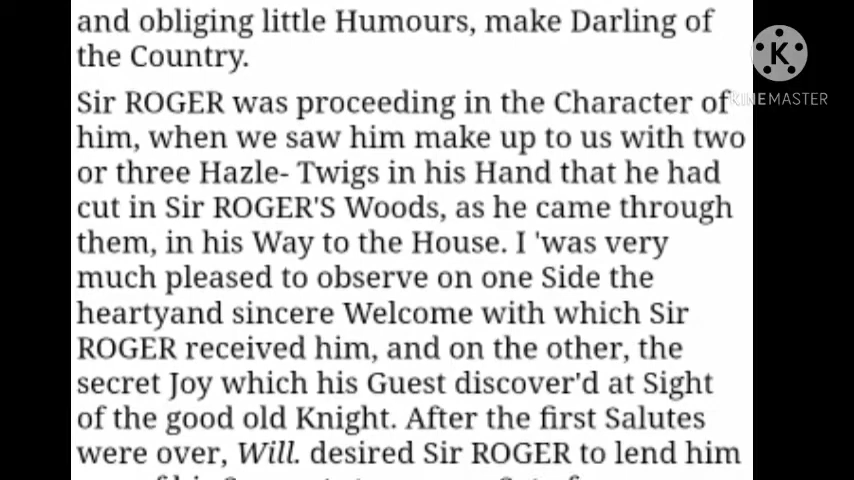 and obliging little Humours, make Darling of
the Country.
Sir ROGER was proceeding in the Character of
him, when we saw him make up to us with two
or three Hazle- Twigs in his Hand that he had
cut in Sir ROGER'S Woods, as he came through
them, in his Way to the House. I 'was very
much pleased to observe on one Side the
heartyand sincere Welcome with which Sir
ROGER received him, and on the other, the
secret Joy which his Guest discover'd at Sight
of the good old Knight. After the first Salutes
were over, Will. desired Sir ROGER to lend him
K
KINEMASTER